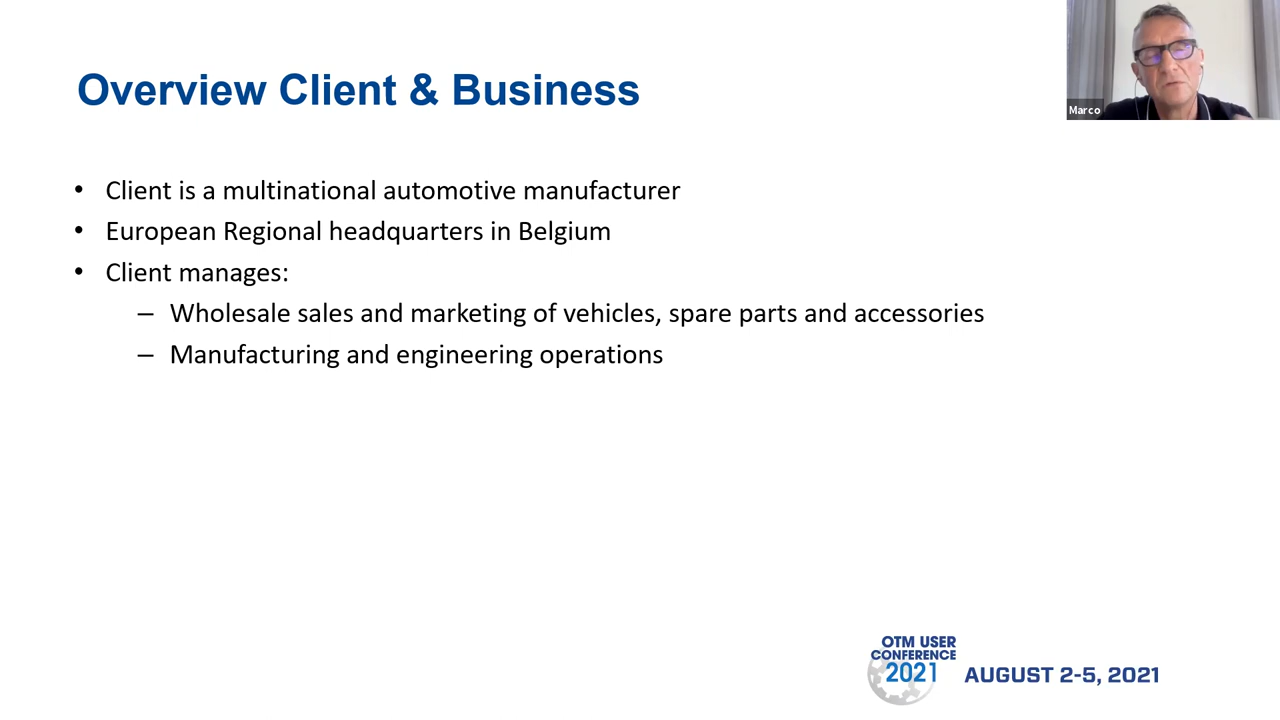 Overview Client & Business
Marco
• Client is a multinational automotive manufacturer
• European Regional headquarters in Belgium
• Client manages:
– Wholesale sales and marketing of vehicles, spare parts and accessories
– Manufacturing and engineering operations
OTM USER
CONFERENCE
2021
AUGUST 2-5, 2021